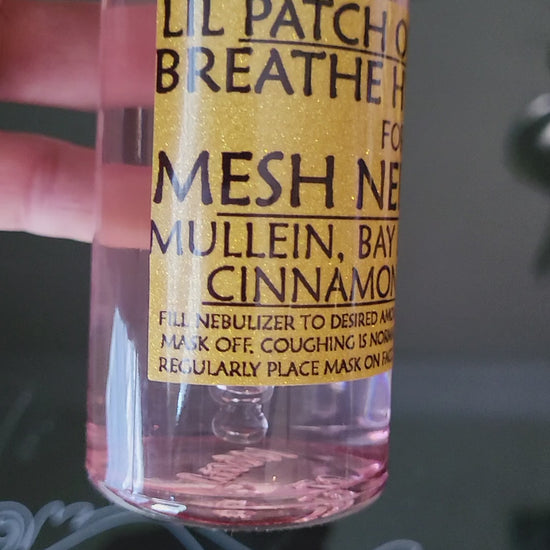 LIL PATCH O
BREATHE H
FO
MESH NE
MULLEIN, BAY
CINNAMON
FILL NEBULIZER TO DESIRED AMO
MASK OFF. COUGHING IS NORMA
REGULARLY PLACE MASK ON FAC